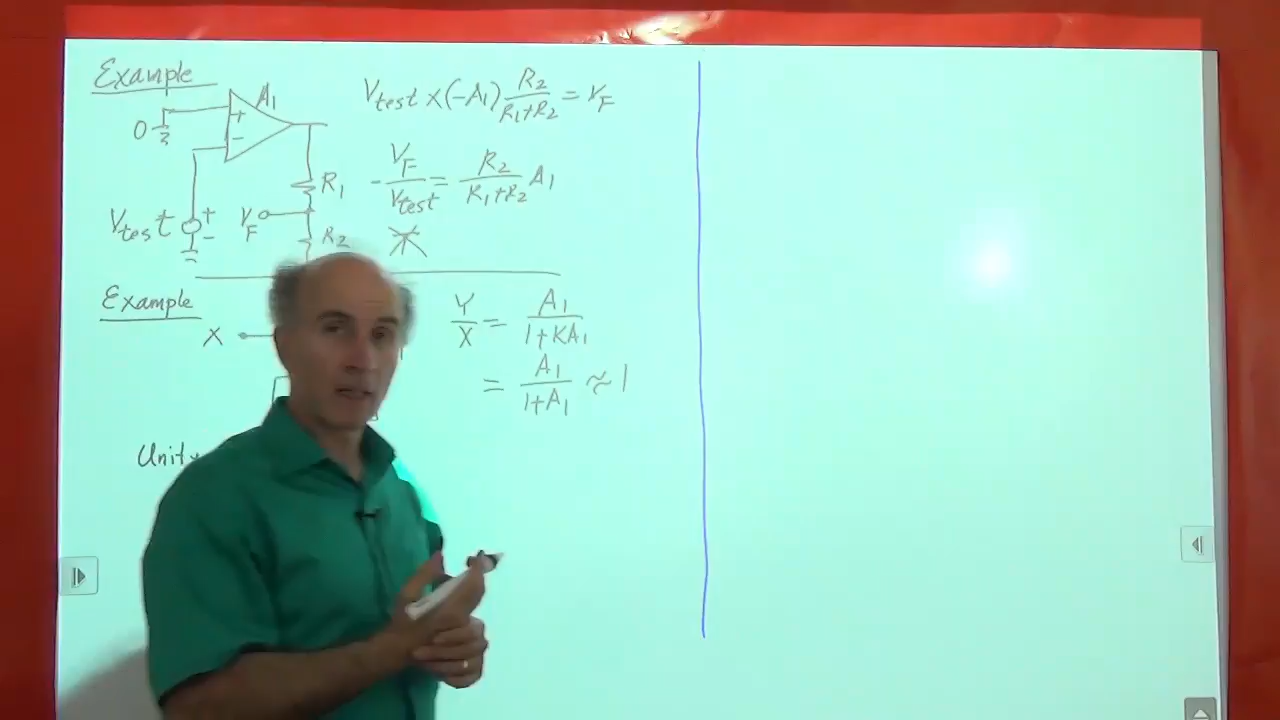 Example
A1
Vtest × (-A1) R2/(R1+R2) = VF
+
0
-
- VF/Vtest = R2/(R1+R2) A1
R1
Vtest
+
-
VF
R2
Example
Y/X = A1/(1+KA1)
X
= A1/(1+A1) ≈ 1